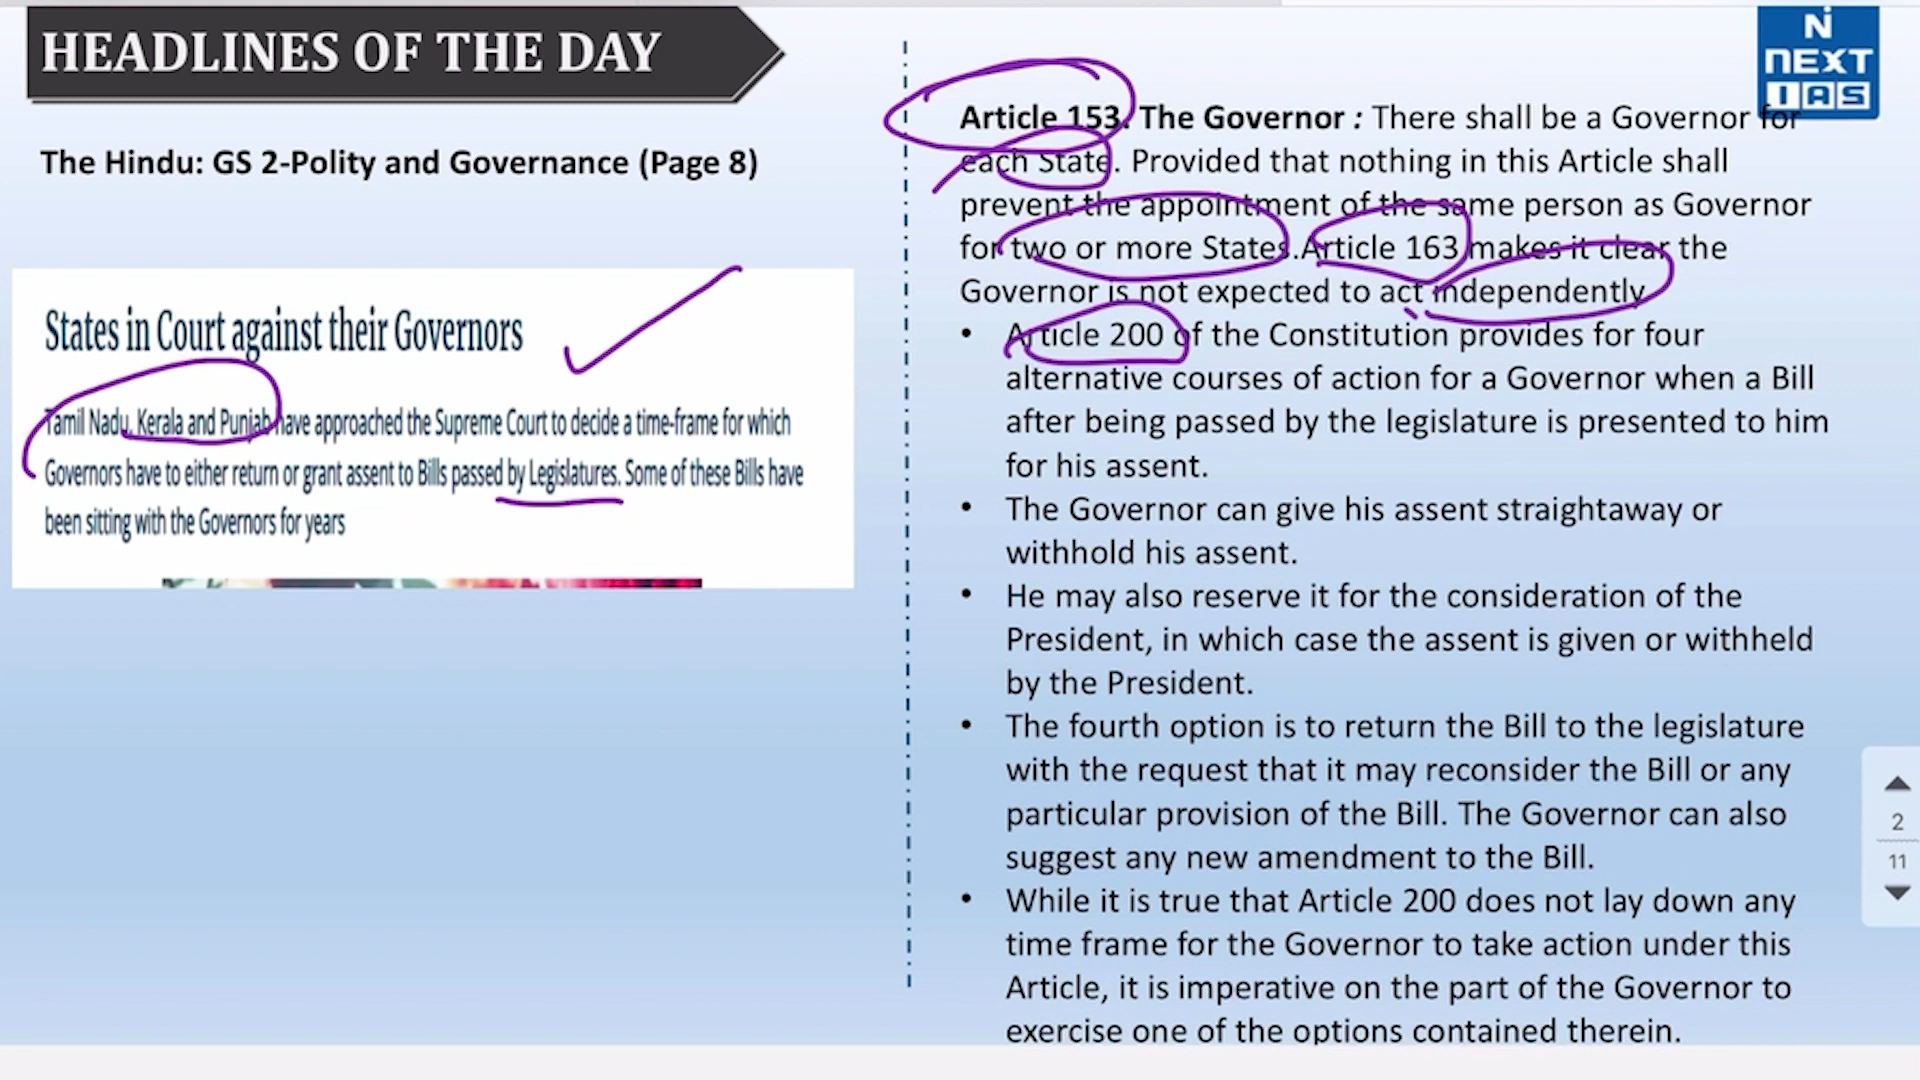 HEADLINES OF THE DAY
The Hindu: GS 2-Polity and Governance (Page 8)
States in Court against their Governors
Tamil Nadu, Kerala and Punjab have approached the Supreme Court to decide a time-frame for which
Governors have to either return or grant assent to Bills passed by Legislatures. Some of these Bills have
been sitting with the Governors for years
N
NEXT
IAS
Article 153. The Governor : There shall be a Governor for
each State. Provided that nothing in this Article shall
prevent the appointment of the same person as Governor
for two or more States.Article 163 makes it clear the
Governor is not expected to act independently
• Article 200 of the Constitution provides for four
alternative courses of action for a Governor when a Bill
after being passed by the legislature is presented to him
for his assent.
• The Governor can give his assent straightaway or
withhold his assent.
• He may also reserve it for the consideration of the
President, in which case the assent is given or withheld
by the President.
• The fourth option is to return the Bill to the legislature
with the request that it may reconsider the Bill or any
particular provision of the Bill. The Governor can also
suggest any new amendment to the Bill.
• While it is true that Article 200 does not lay down any
time frame for the Governor to take action under this
Article, it is imperative on the part of the Governor to
exercise one of the options contained therein.
2
11